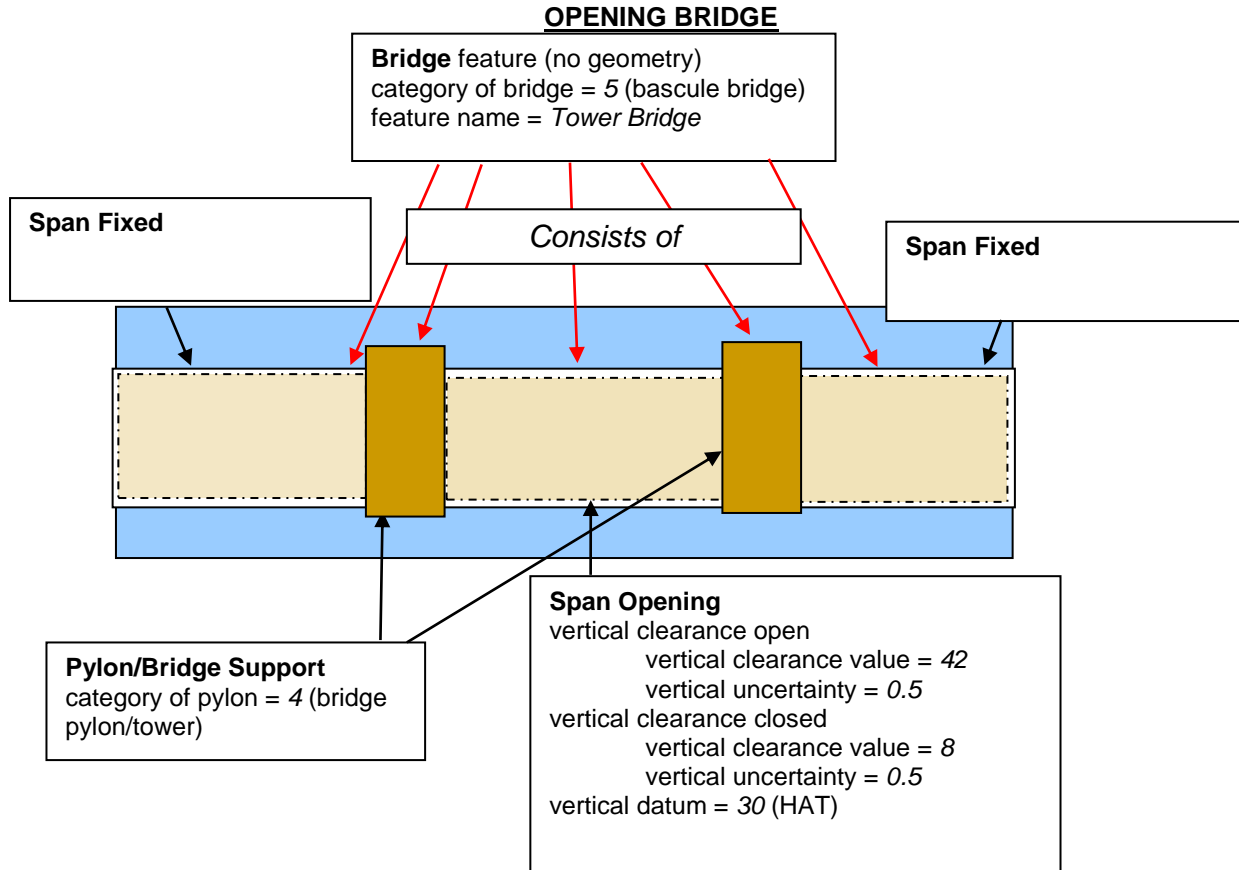 OPENING BRIDGE
Bridge feature (no geometry)
category of bridge = 5 (bascule bridge)
feature name = Tower Bridge
Span Fixed
Consists of
Span Fixed
Pylon/Bridge Support
category of pylon = 4 (bridge
pylon/tower)
Span Opening
vertical clearance open
vertical clearance value = 42
vertical uncertainty = 0.5
vertical clearance closed
vertical clearance value = 8
vertical uncertainty = 0.5
vertical datum = 30 (HAT)